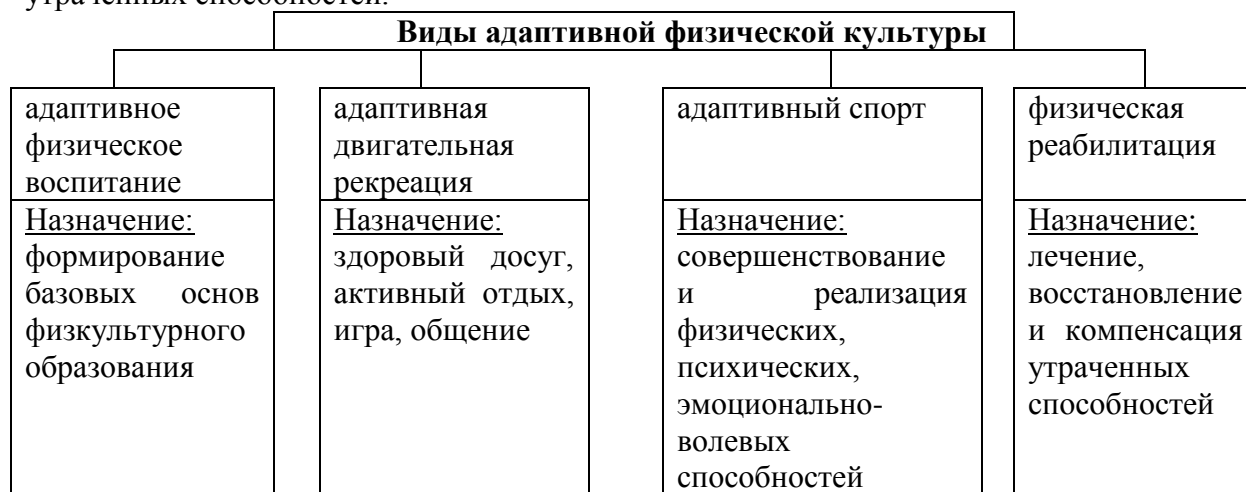 утраченных способностей.
Виды адаптивной физической культуры
адаптивное
физическое
воспитание
Назначение:
формирование
базовых основ
физкультурного
образования
адаптивная
двигательная
рекреация
Назначение:
здоровый досуг,
активный отдых,
игра, общение
адаптивный спорт
Назначение:
совершенствование
и реализация
физических,
психических,
эмоционально-
волевых
способностей
физическая
реабилитация
Назначение:
лечение,
восстановление
и компенсация
утраченных
способностей